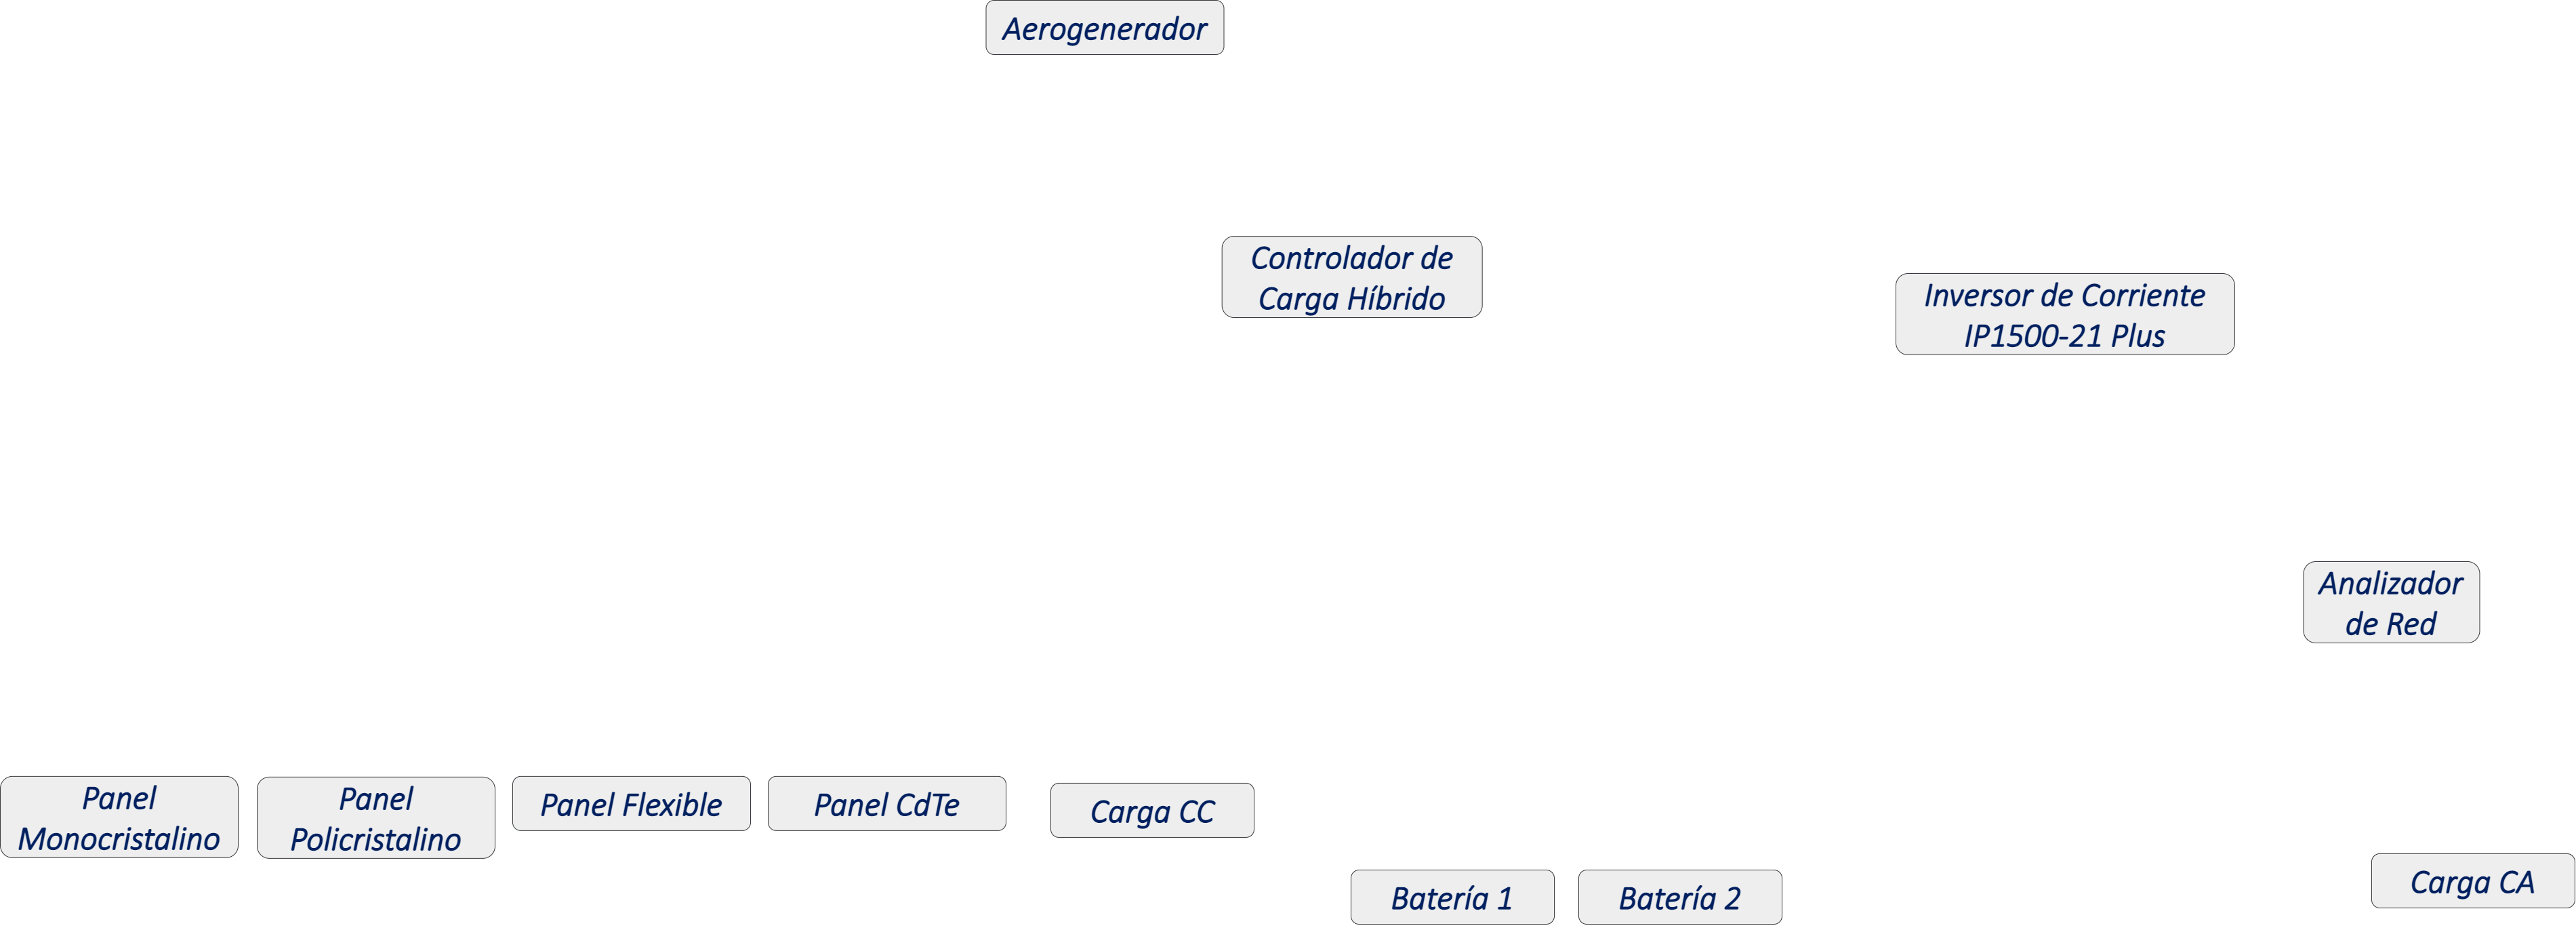 Aerogenerador
Controlador de
Carga Híbrido
Inversor de Corriente
IP1500-21 Plus
Analizador
de Red
Panel
Monocristalino
Panel
Policristalino
Panel Flexible
Panel CdTe
Carga CC
Batería 1
Batería 2
Carga CA